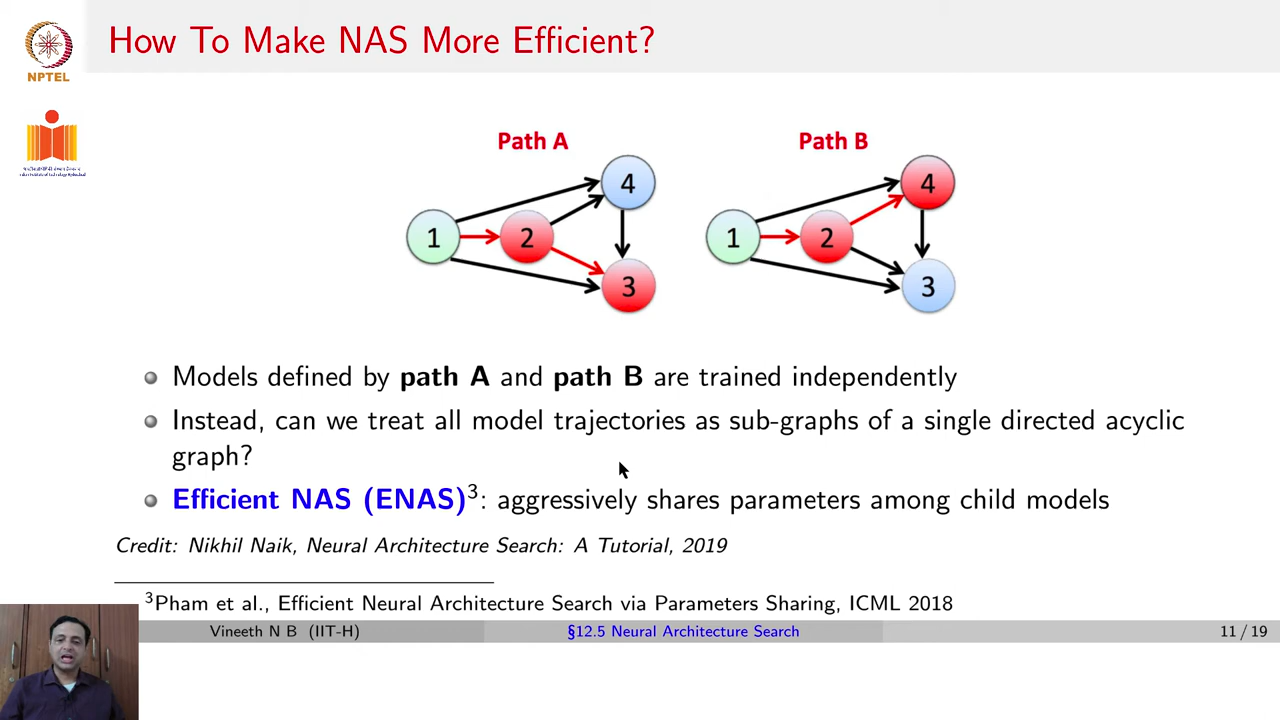 How To Make NAS More Efficient?
NPTEL
Path A
Path B
1
2
4
3
1
2
4
3
Models defined by path A and path B are trained independently
Instead, can we treat all model trajectories as sub-graphs of a single directed acyclic
graph?
Efficient NAS (ENAS)3: aggressively shares parameters among child models
Credit: Nikhil Naik, Neural Architecture Search: A Tutorial, 2019
3Pham et al., Efficient Neural Architecture Search via Parameters Sharing, ICML 2018
Vineeth N B (IIT-H)
§12.5 Neural Architecture Search
11 / 19